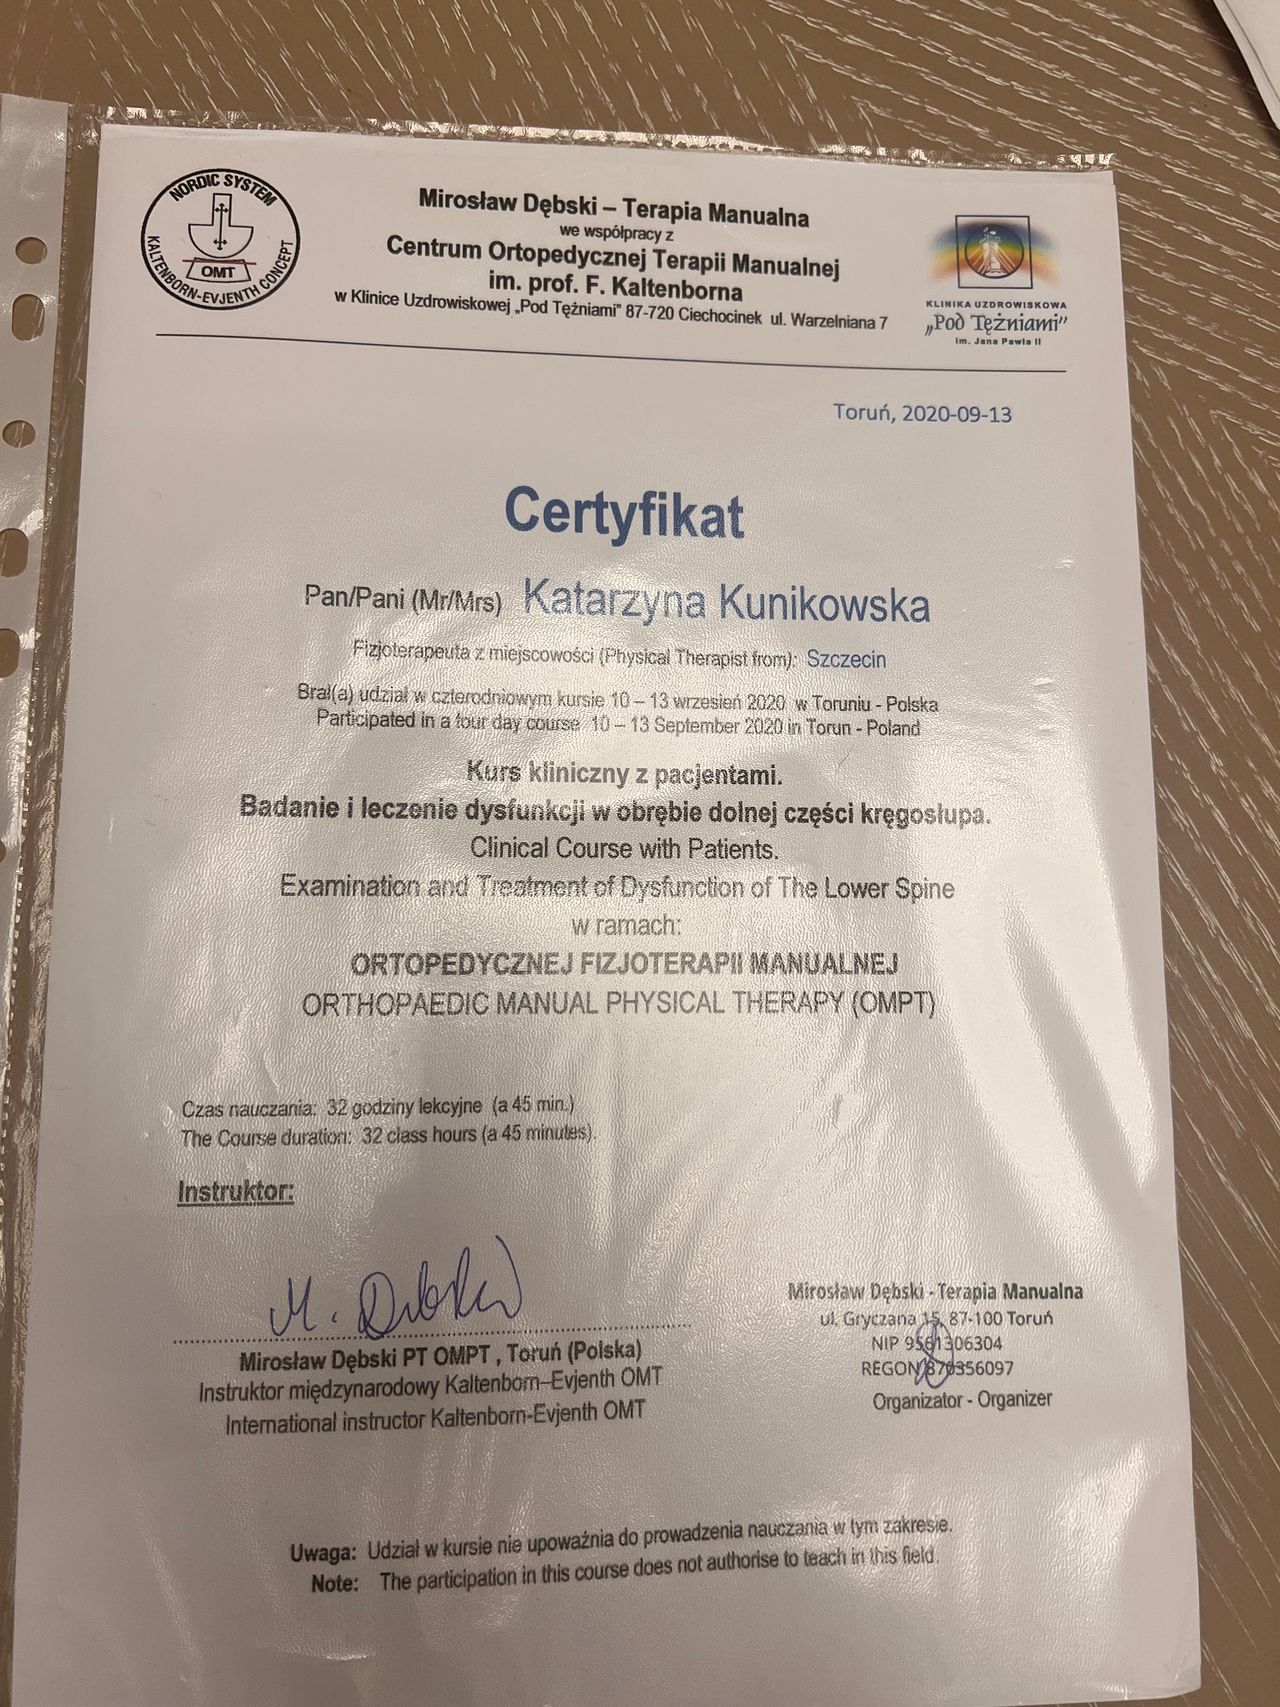 NORDIC SYSTEM
OMT
KALTENBORN-EVJENTH CONCEPT
Mirosław Dębski – Terapia Manualna
we współpracy z
Centrum Ortopedycznej Terapii Manualnej
im. prof. F. Kaltenborna
w Klinice Uzdrowiskowej „Pod Tężniami” 87-720 Ciechocinek ul. Warzelniana 7
KLINIKA UZDROWISKOWA
„Pod Tężniami”
im. Jana Pawła II
Toruń, 2020-09-13
Certyfikat
Pan/Pani (Mr/Mrs) Katarzyna Kunikowska
Fizjoterapeuta z miejscowości (Physical Therapist from): Szczecin
Brał(a) udział w czterodniowym kursie 10 – 13 wrzesień 2020 w Toruniu - Polska
Participated in a four day course 10 – 13 September 2020 in Torun - Poland
Kurs kliniczny z pacjentami.
Badanie i leczenie dysfunkcji w obrębie dolnej części kręgosłupa.
Clinical Course with Patients.
Examination and Treatment of Dysfunction of The Lower Spine
w ramach:
ORTOPEDYCZNEJ FIZJOTERAPII MANUALNEJ
ORTHOPAEDIC MANUAL PHYSICAL THERAPY (OMPT)
Czas nauczania: 32 godziny lekcyjne (a 45 min.)
The Course duration: 32 class hours (a 45 minutes).
Instruktor:
M. Dębski
Mirosław Dębski PT OMPT , Toruń (Polska)
Instruktor międzynarodowy Kaltenborn–Evjenth OMT
International instructor Kaltenborn-Evjenth OMT
Mirosław Dębski - Terapia Manualna
ul. Gryczana 15, 87-100 Toruń
NIP 9561306304
REGON 870356097
Organizator - Organizer
Uwaga: Udział w kursie nie upoważnia do prowadzenia nauczania w tym zakresie.
Note: The participation in this course does not authorise to teach in this field.